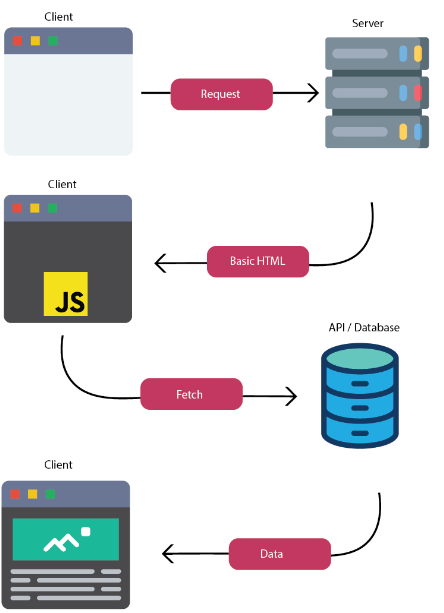 Client
Server
Request
Client
Basic HTML
JS
API / Database
Fetch
Client
Data